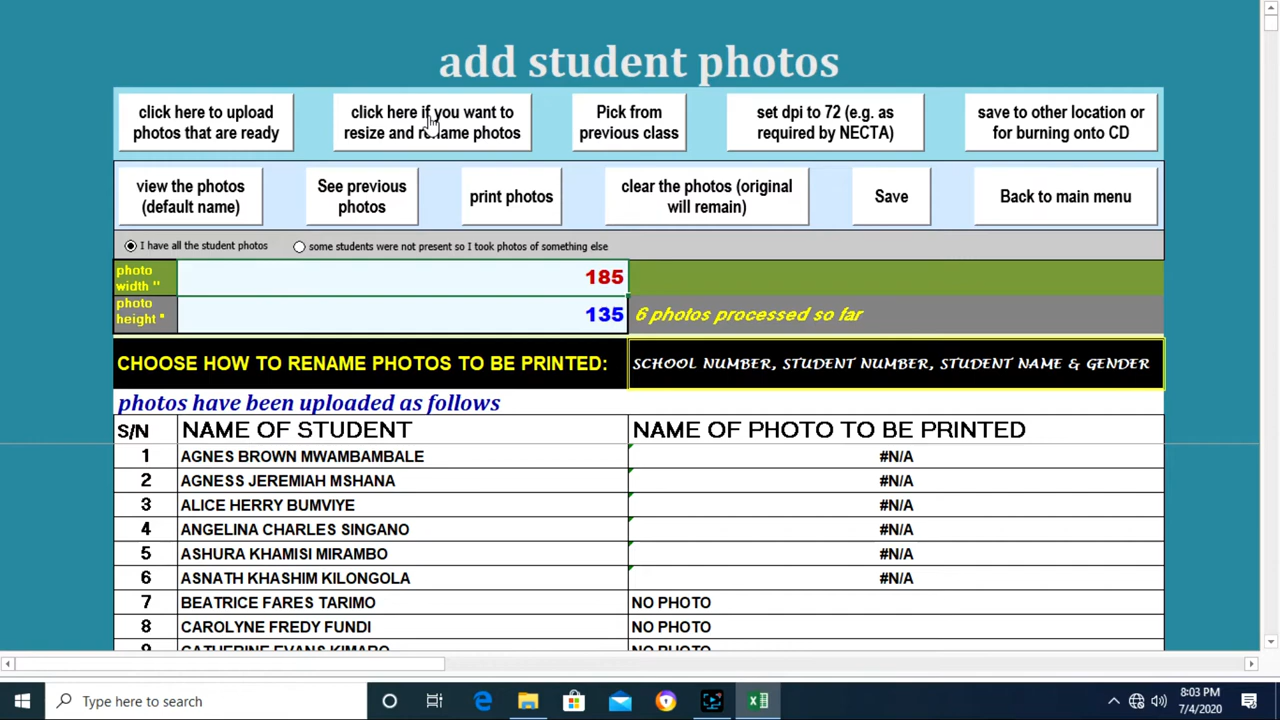 add student photos
click here to upload
photos that are ready
click here if you want to
resize and rename photos
Pick from
previous class
set dpi to 72 (e.g. as
required by NECTA)
save to other location or
for burning onto CD
view the photos
(default name)
See previous
photos
print photos
clear the photos (original
will remain)
Save
Back to main menu
I have all the student photos
some students were not present so I took photos of something else
photo
width "
185
photo
height "
135
6 photos processed so far
CHOOSE HOW TO RENAME PHOTOS TO BE PRINTED:
SCHOOL NUMBER, STUDENT NUMBER, STUDENT NAME & GENDER
photos have been uploaded as follows
S/N NAME OF STUDENT NAME OF PHOTO TO BE PRINTED
1 AGNES BROWN MWAMBAMBALE #N/A
2 AGNESS JEREMIAH MSHANA #N/A
3 ALICE HERRY BUMVIYE #N/A
4 ANGELINA CHARLES SINGANO #N/A
5 ASHURA KHAMISI MIRAMBO #N/A
6 ASNATH KHASHIM KILONGOLA #N/A
7 BEATRICE FARES TARIMO NO PHOTO
8 CAROLYNE FREDY FUNDI NO PHOTO
9 CATHERINE EVANS KIMARO NO PHOTO
Type here to search
8:03 PM
7/4/2020